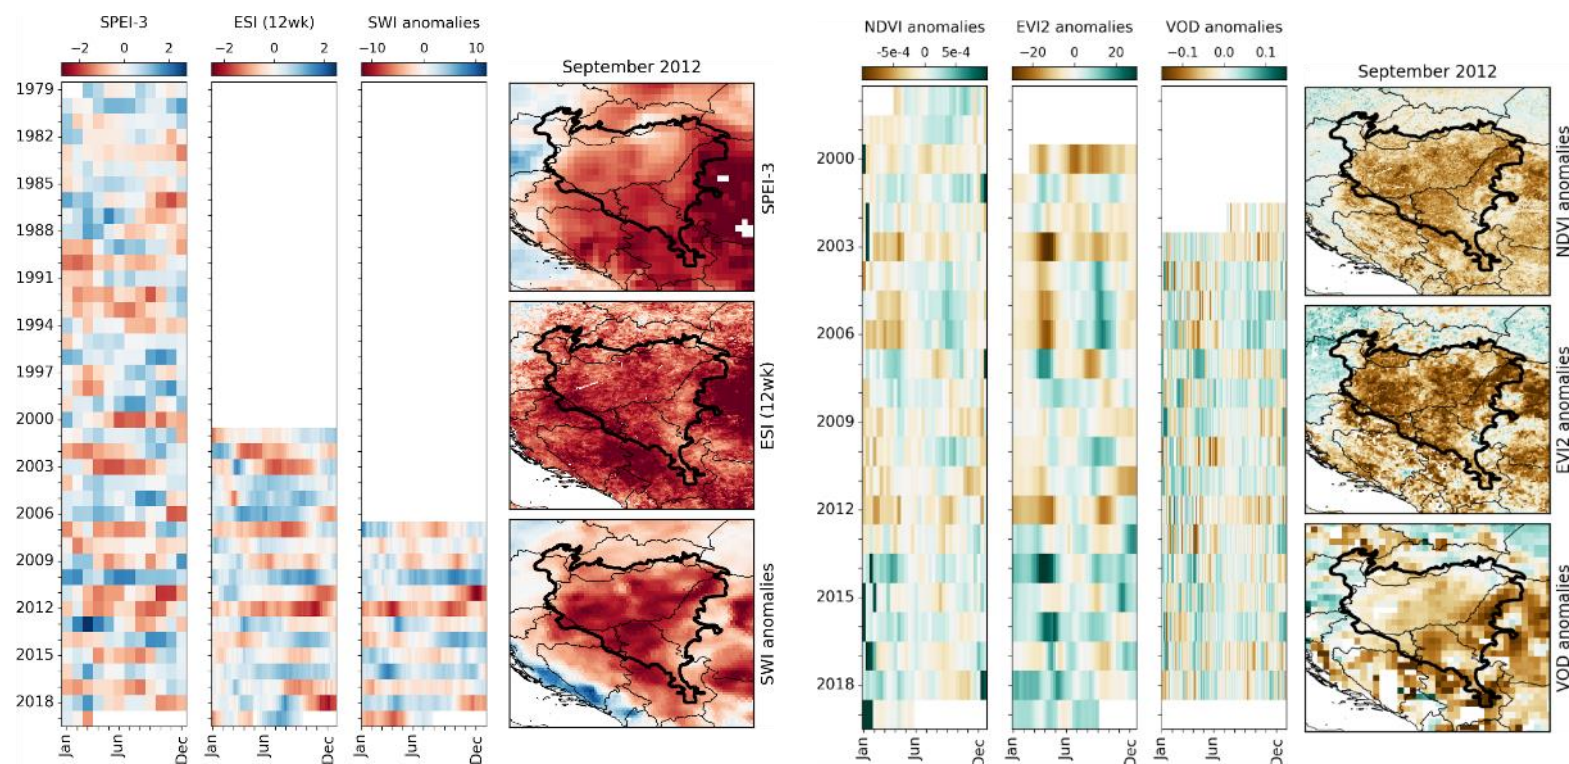 SPEI-3
−2 0 2
ESI (12wk)
−2 0 2
SWI anomalies
−10 0 10
1979
1982
1985
1988
1991
1994
1997
2000
2003
2006
2009
2012
2015
2018
Jan Jun Dec
Jan Jun Dec
Jan Jun Dec
September 2012
SPEI-3
ESI (12wk)
SWI anomalies
NDVI anomalies
-5e-4 0 5e-4
EVI2 anomalies
−20 0 20
VOD anomalies
−0.1 0.0 0.1
2000
2003
2006
2009
2012
2015
2018
Jan Jun Dec
Jan Jun Dec
Jan Jun Dec
September 2012
NDVI anomalies
EVI2 anomalies
VOD anomalies